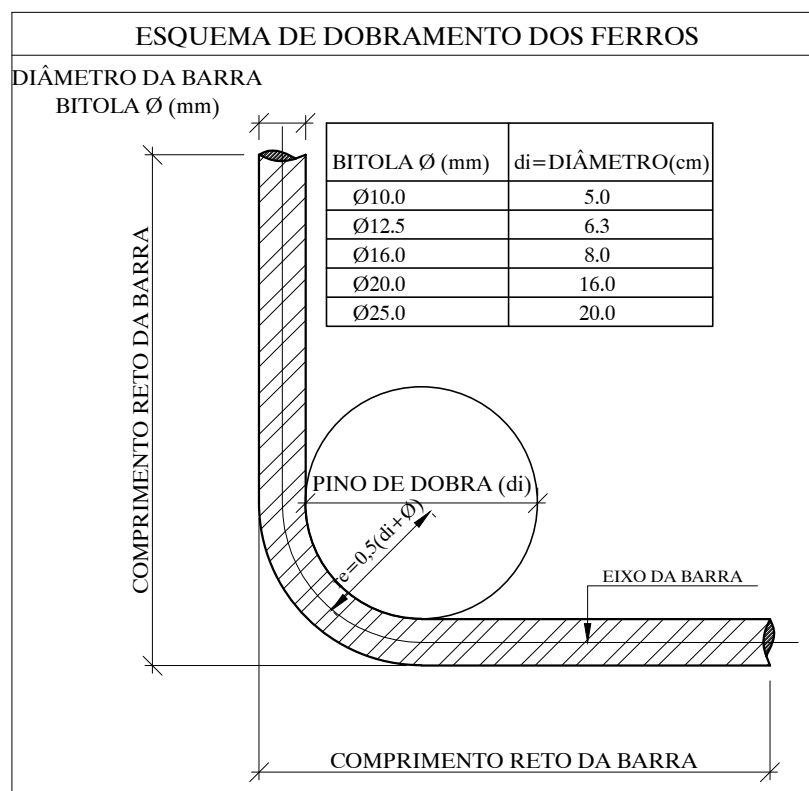 ESQUEMA DE DOBRAMENTO DOS FERROS
DIÂMETRO DA BARRA
BITOLA Ø (mm)
BITOLA Ø (mm) di=DIÂMETRO(cm)
Ø10.0 5.0
Ø12.5 6.3
Ø16.0 8.0
Ø20.0 16.0
Ø25.0 20.0
COMPRIMENTO RETO DA BARRA
PINO DE DOBRA (di)
re=0,5(di+Ø)
EIXO DA BARRA
COMPRIMENTO RETO DA BARRA